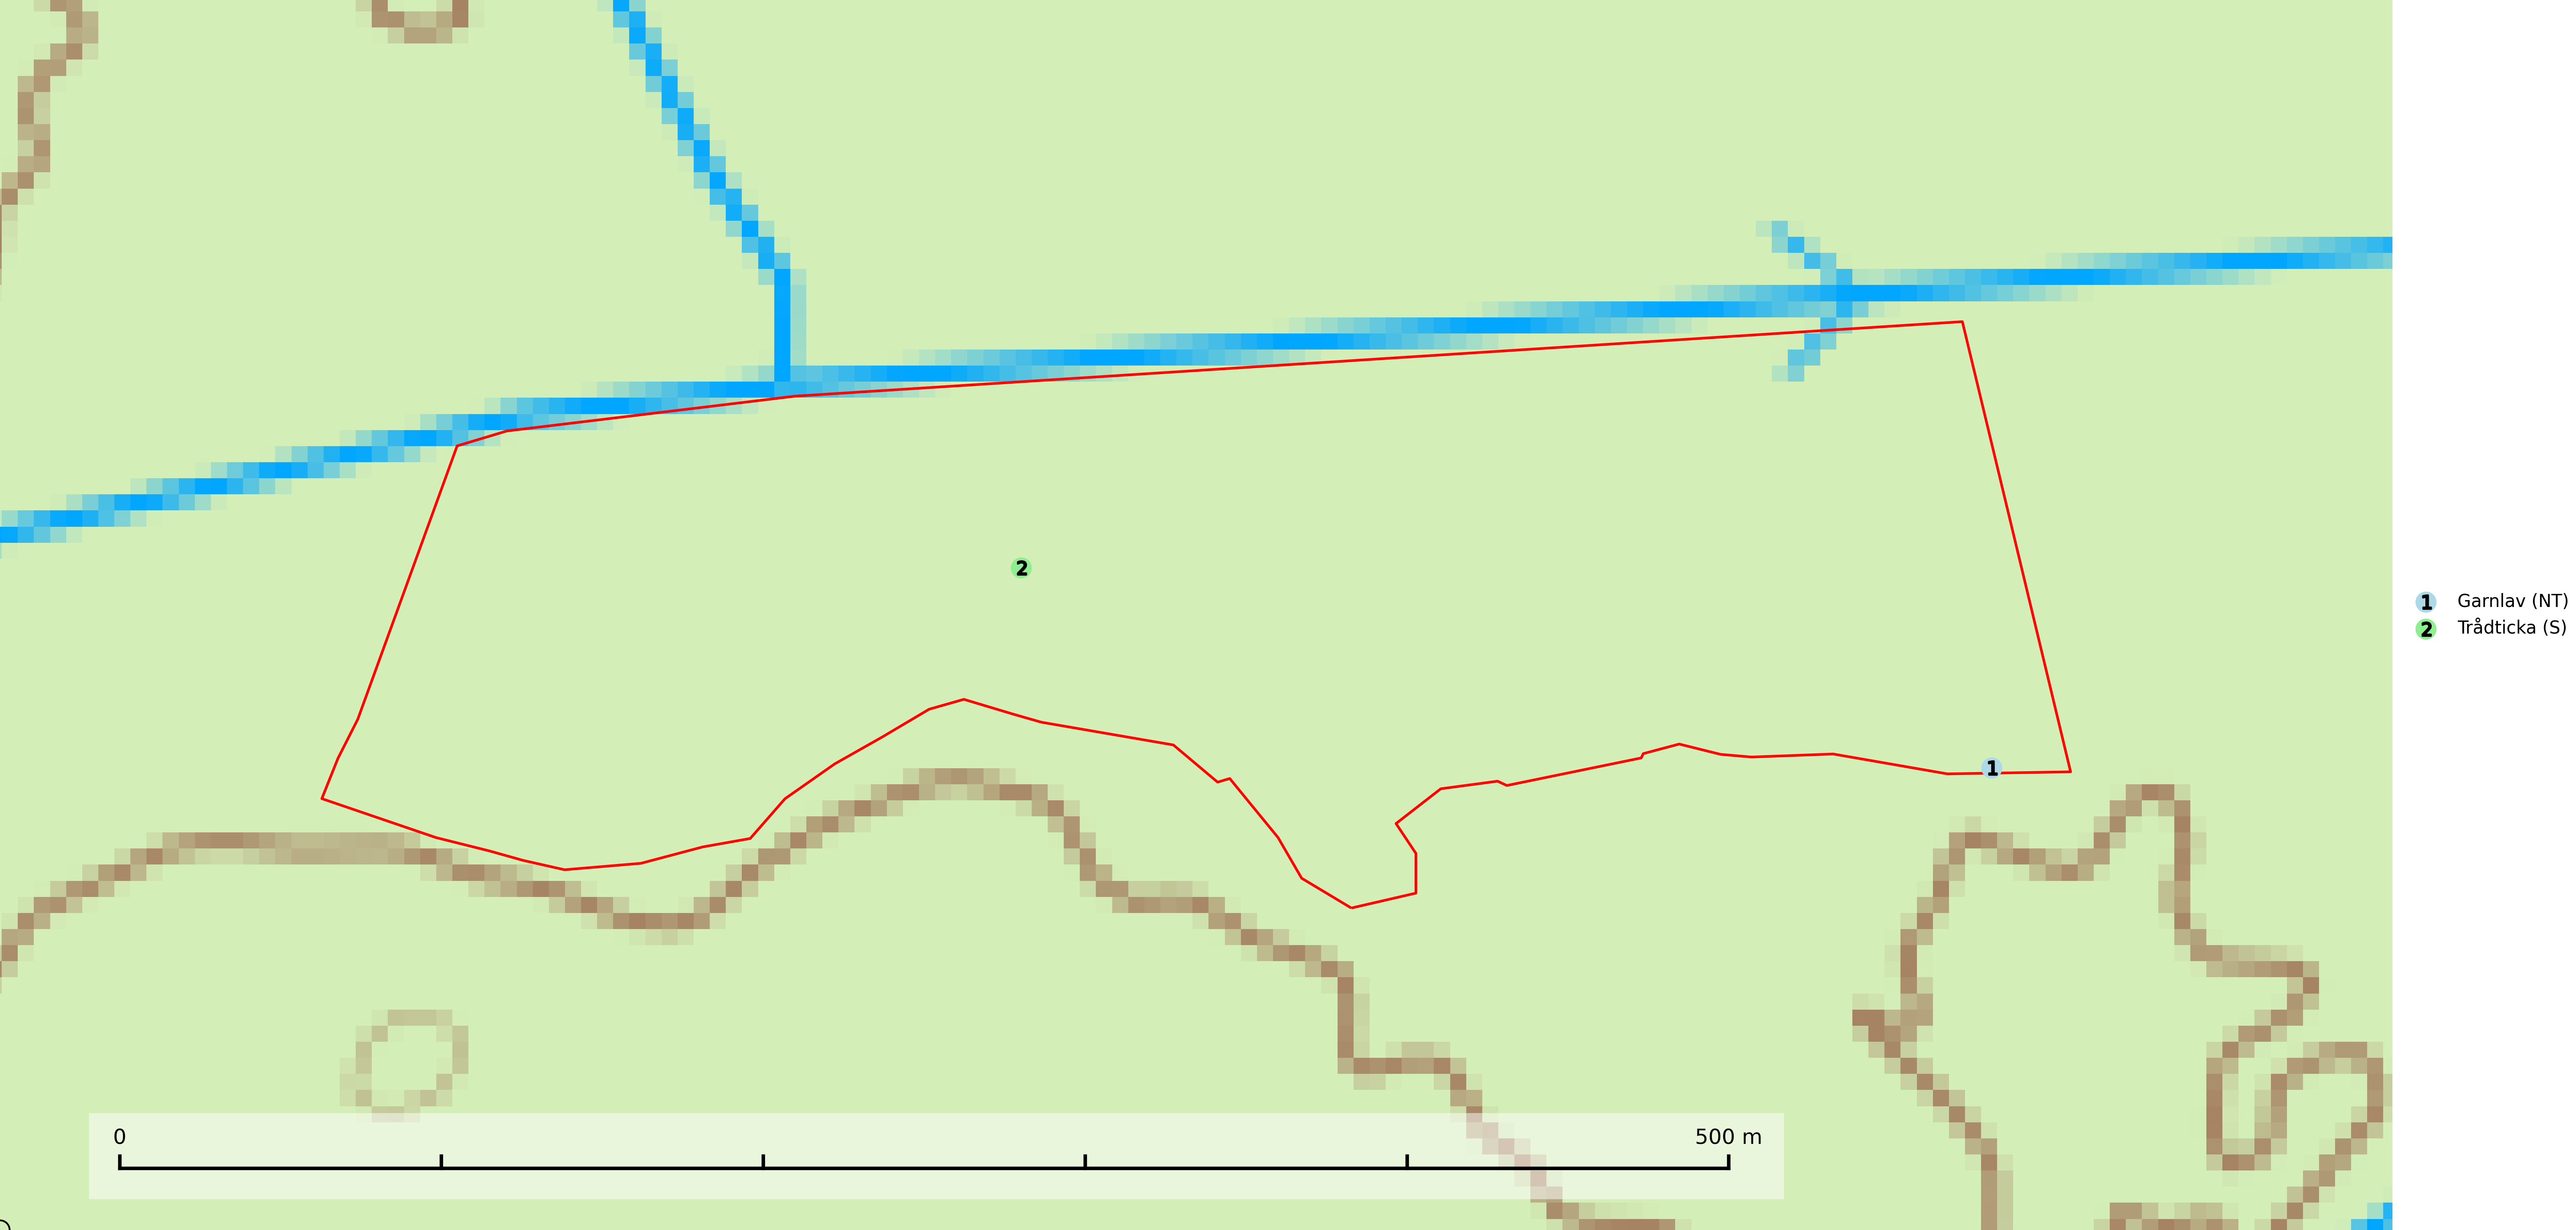 2
1
1 Garnlav (NT)
2 Trådticka (S)
0 500 m